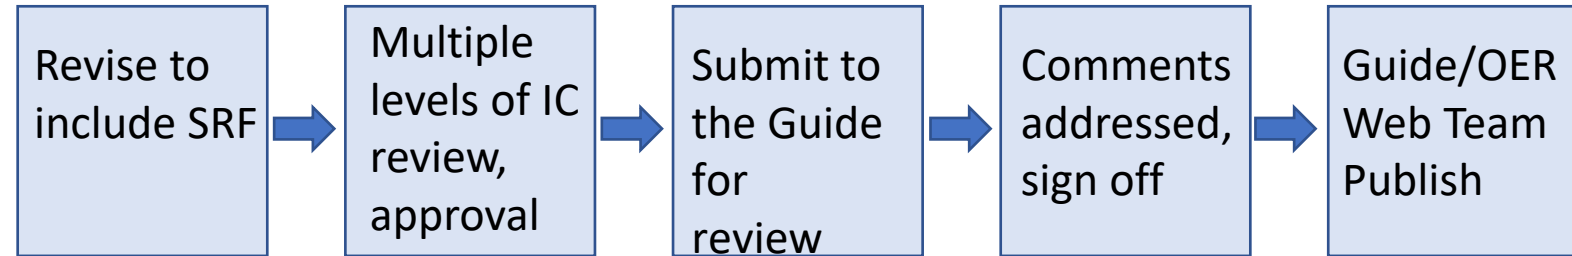 Revise to
include SRF
Multiple
levels of IC
review,
approval
Submit to
the Guide
for
review
Comments
addressed,
sign off
Guide/OER
Web Team
Publish